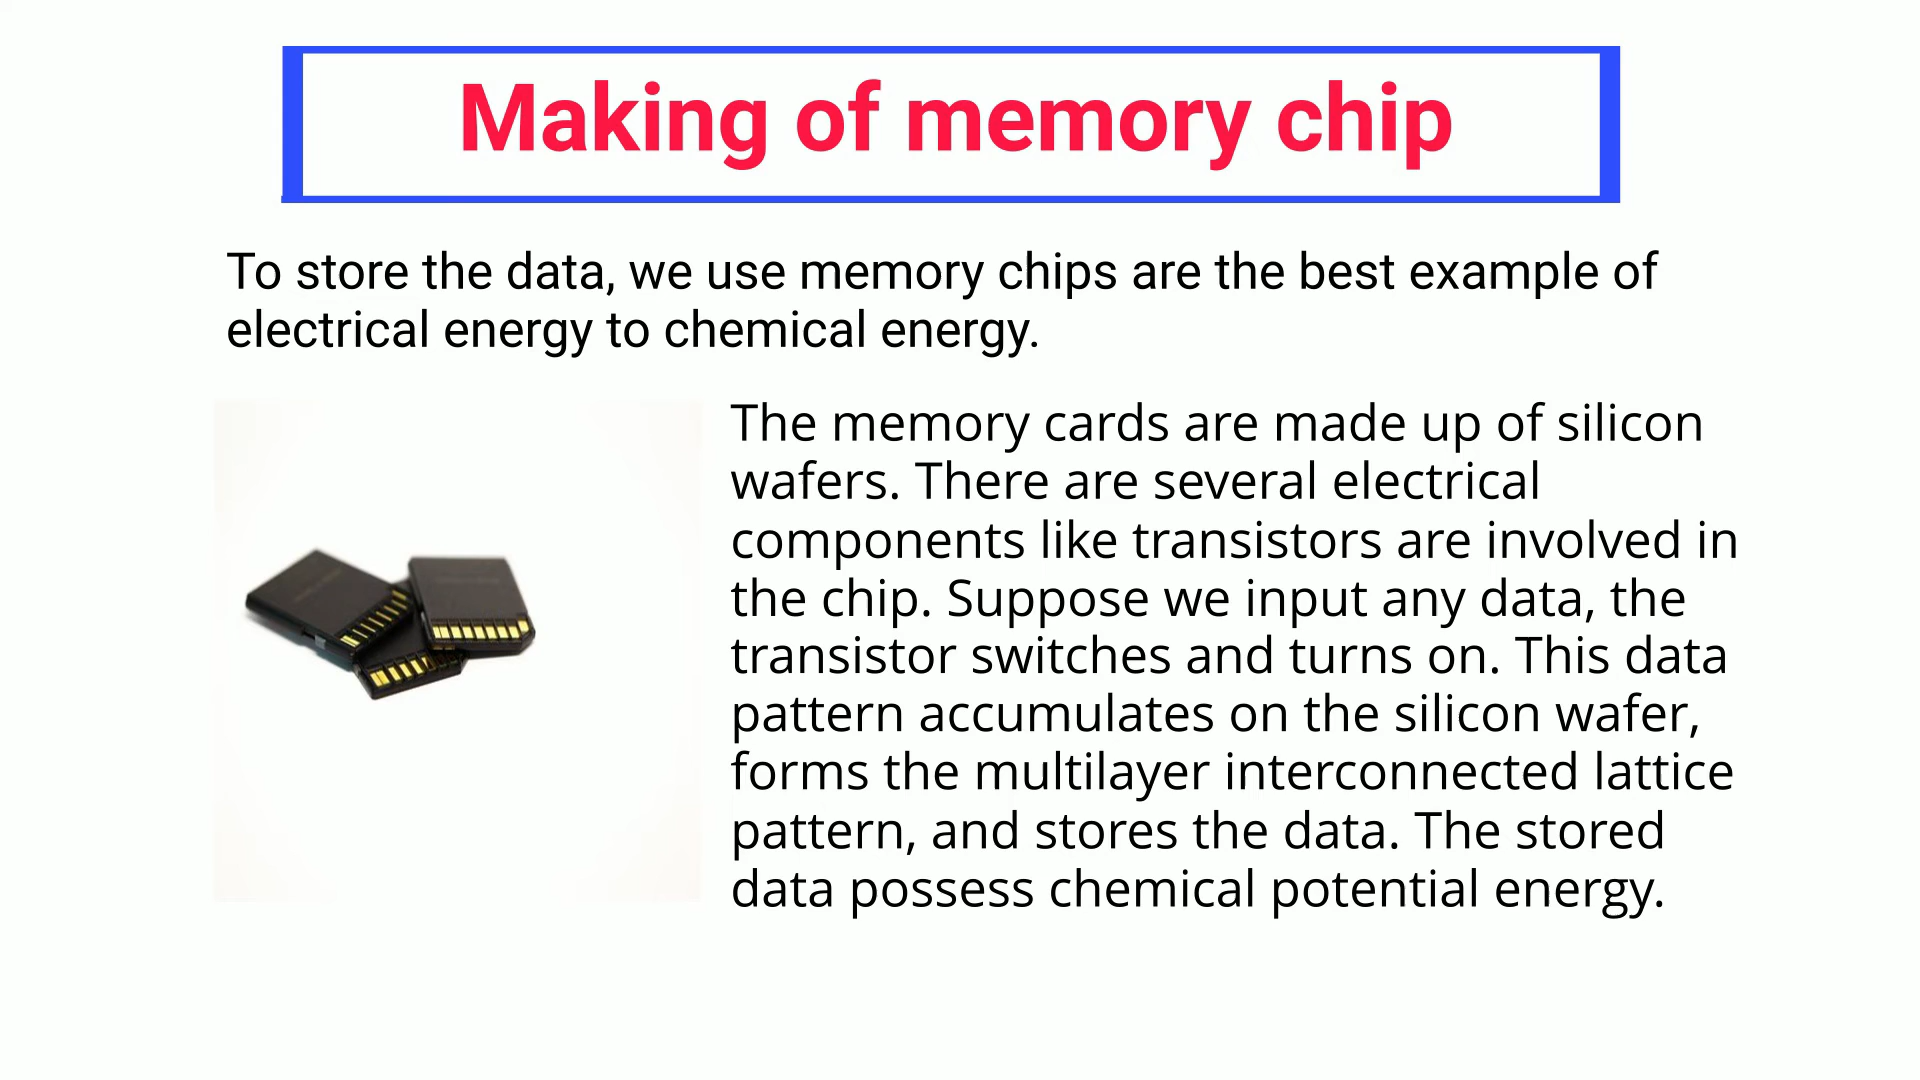 Making of memory chip
To store the data, we use memory chips are the best example of
electrical energy to chemical energy.
The memory cards are made up of silicon
wafers. There are several electrical
components like transistors are involved in
the chip. Suppose we input any data, the
transistor switches and turns on. This data
pattern accumulates on the silicon wafer,
forms the multilayer interconnected lattice
pattern, and stores the data. The stored
data possess chemical potential energy.